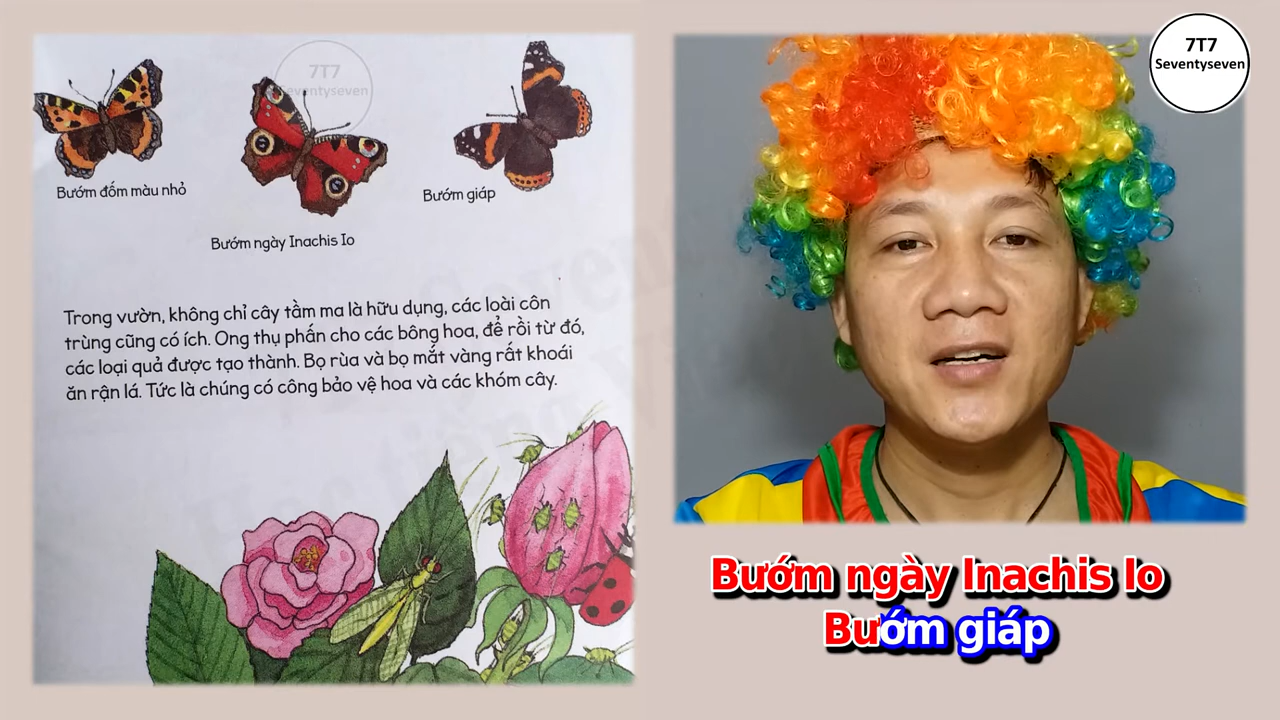 7T7
Seventyseven
Bướm đốm màu nhỏ
Bướm giáp
Bướm ngày Inachis Io
Trong vườn, không chỉ cây tầm ma là hữu dụng, các loài côn
trùng cũng có ích. Ong thụ phấn cho các bông hoa, để rồi từ đó,
các loại quả được tạo thành. Bọ rùa và bọ mắt vàng rất khoái
ăn rận lá. Tức là chúng có công bảo vệ hoa và các khóm cây.
7T7
Seventyseven
Bướm ngày Inachis Io
Bướm giáp